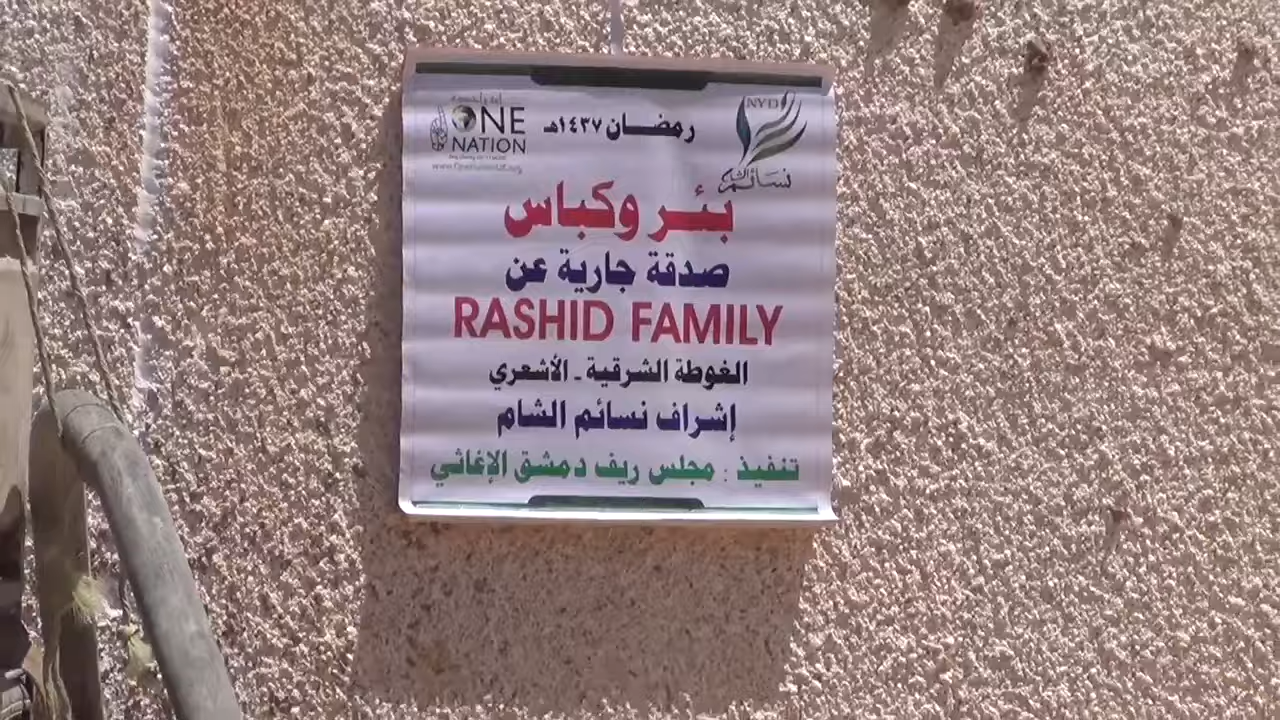 ONE NATION
رمضان ١٤٣٧هـ
NYD
نسائم
بئر وكباس
صدقة جارية عن
RASHID FAMILY
الغوطة الشرقية - الأشعري
إشراف نسائم الشام
تنفيذ : مجلس ريف دمشق الإغاثي